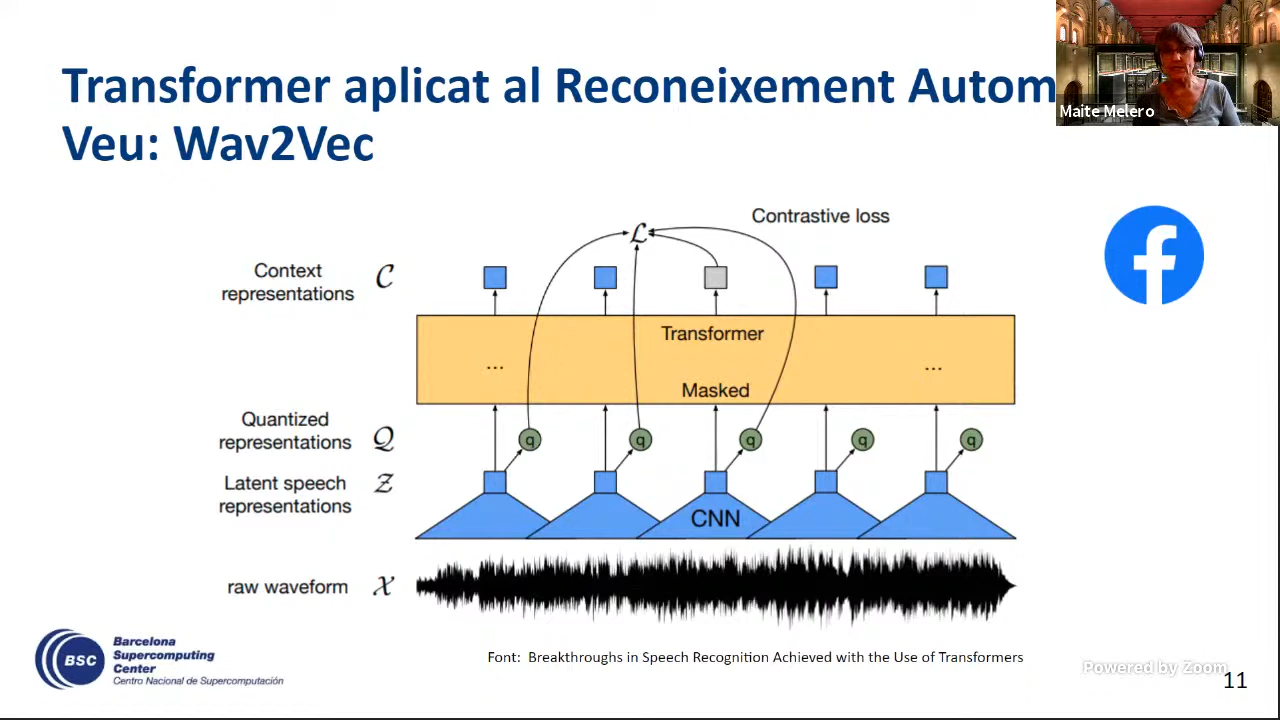 Transformer aplicat al Reconeixement Autom
Veu: Wav2Vec
Maite Melero
Contrastive loss
ℒ
Context
representations
𝒞
Transformer
...
...
Masked
Quantized
representations
𝒬
q
q
q
q
q
Latent speech
representations
𝒵
CNN
raw waveform
𝒳
BSC
Barcelona
Supercomputing
Center
Centro Nacional de Supercomputación
Font: Breakthroughs in Speech Recognition Achieved with the Use of Transformers
Powered by Zoom
11